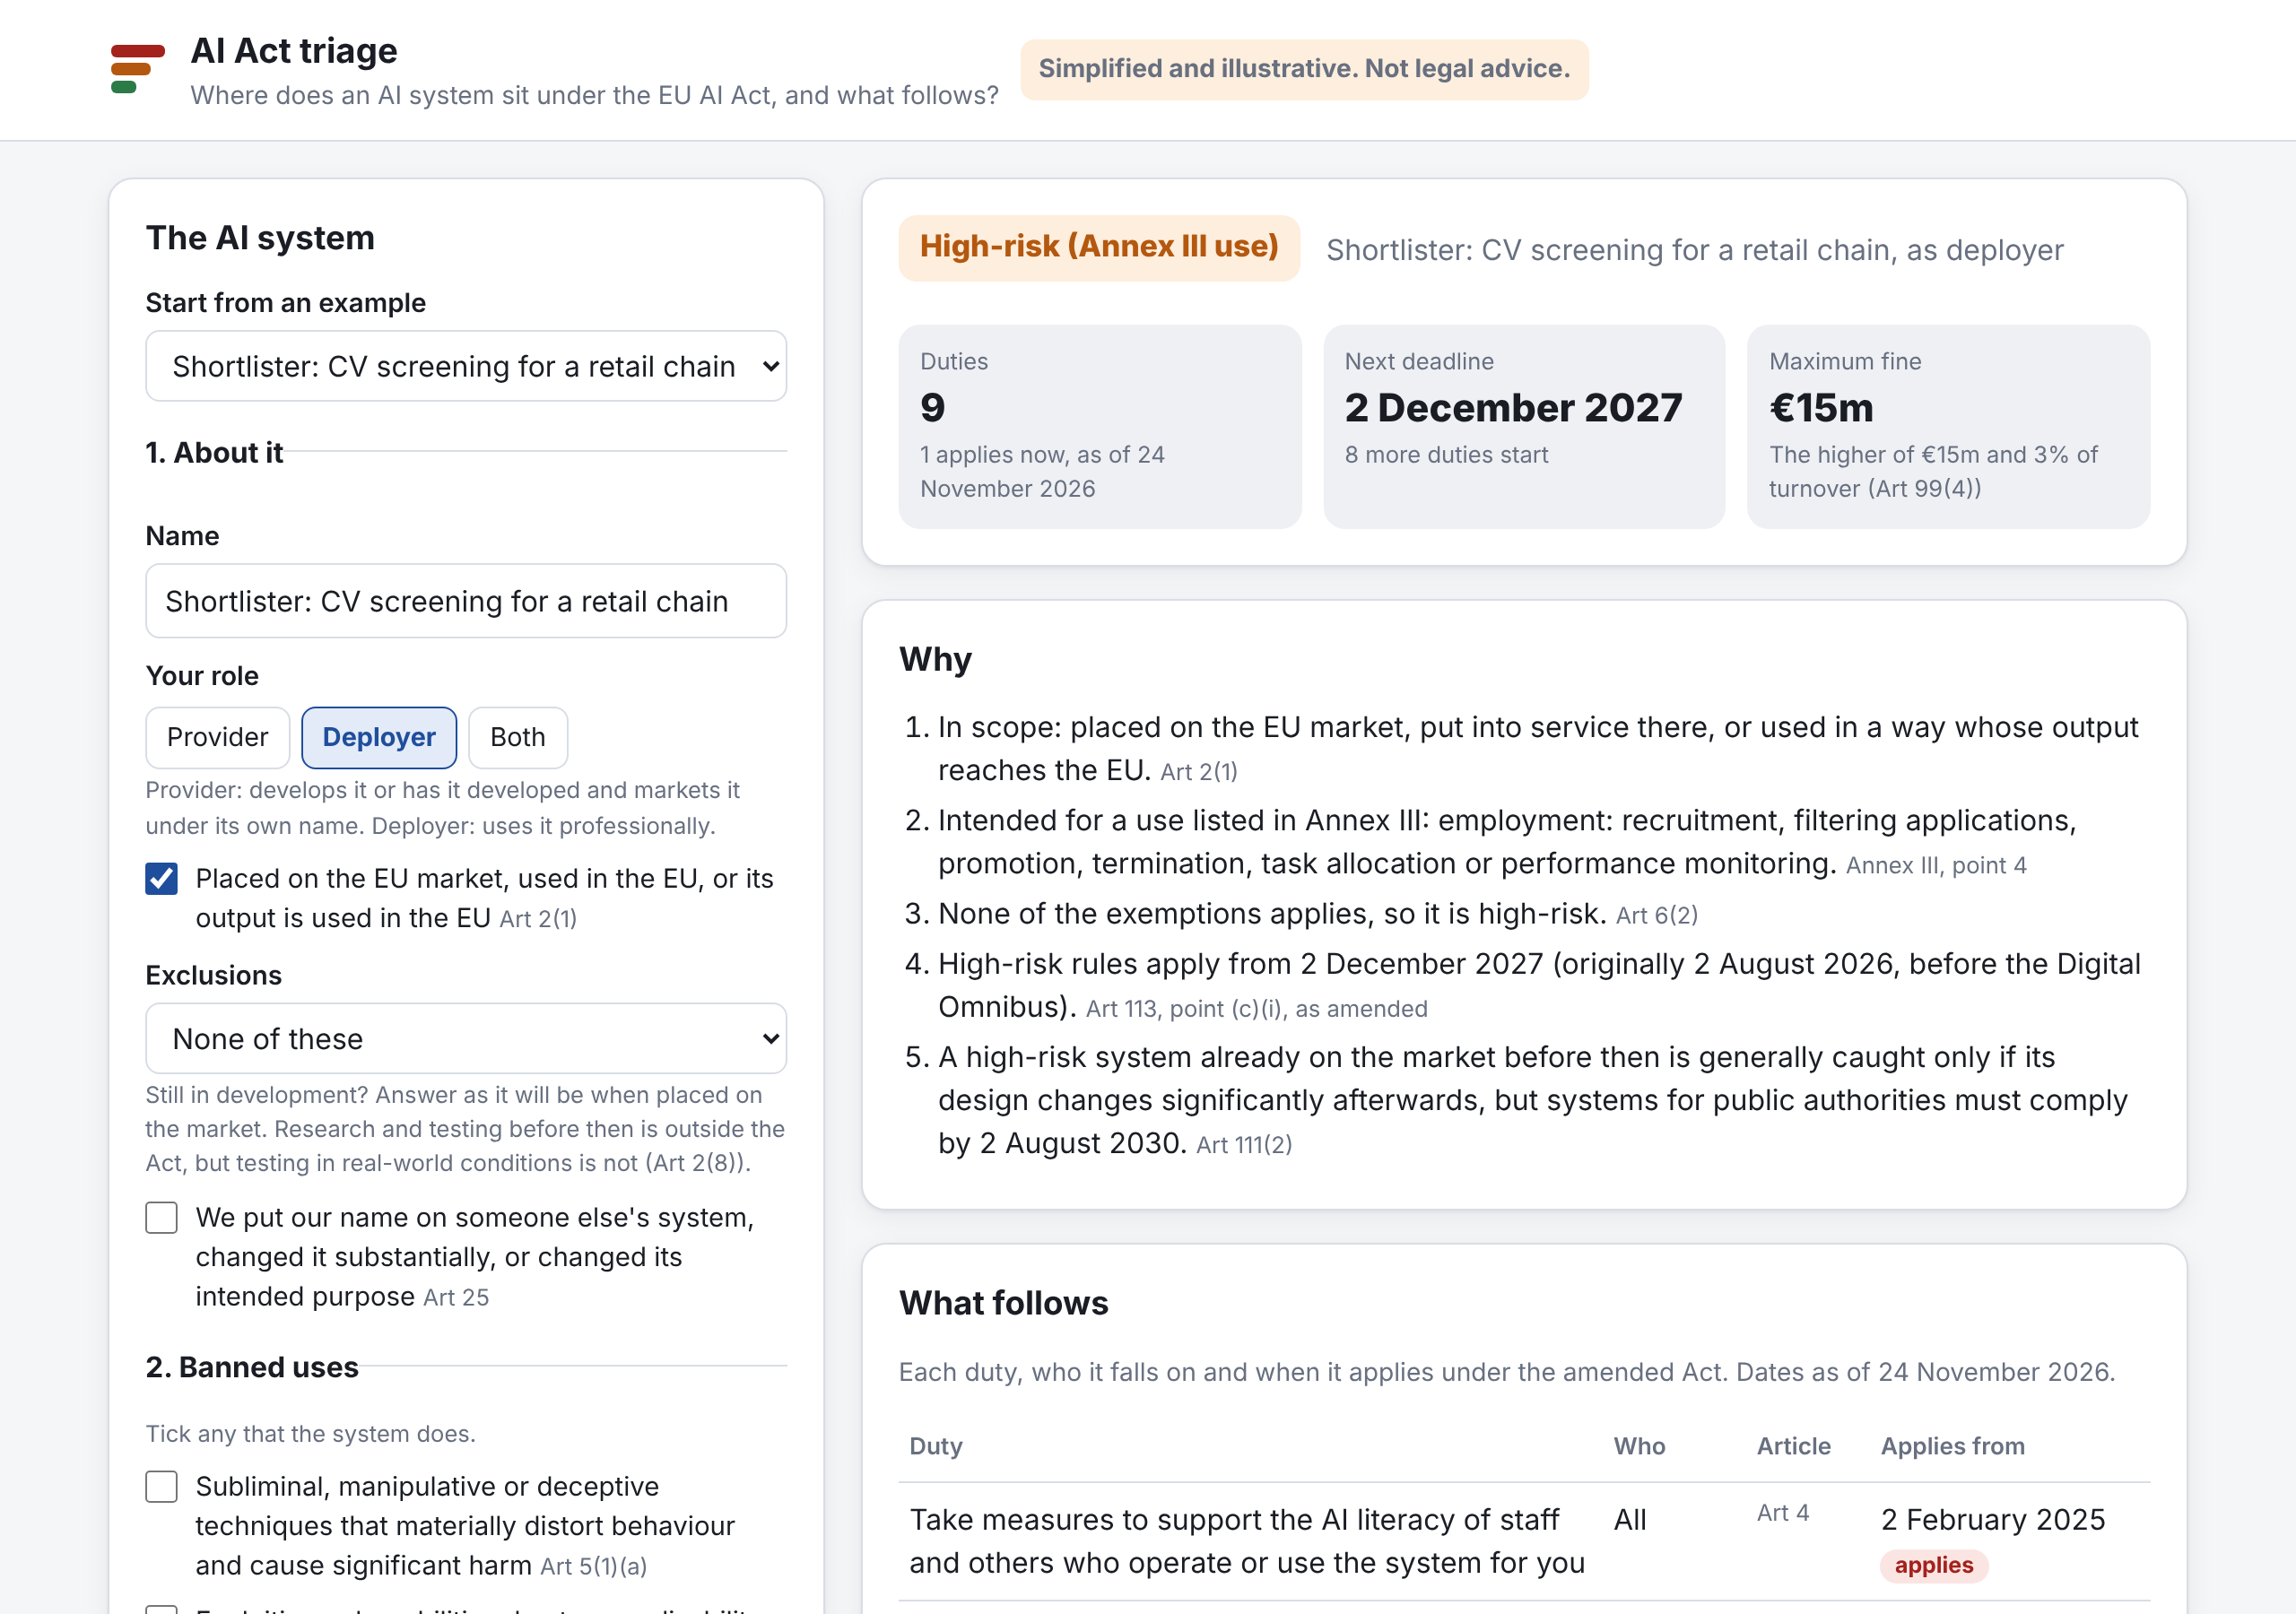 AI Act triage
Where does an AI system sit under the EU AI Act, and what follows?
Simplified and illustrative. Not legal advice.
The AI system
Start from an example
Shortlister: CV screening for a retail chain
1. About it
Name
Shortlister: CV screening for a retail chain
Your role
Provider
Deployer
Both
Provider: develops it or has it developed and markets it
under its own name. Deployer: uses it professionally.
Placed on the EU market, used in the EU, or its
output is used in the EU Art 2(1)
Exclusions
None of these
Still in development? Answer as it will be when placed on
the market. Research and testing before then is outside the
Act, but testing in real-world conditions is not (Art 2(8)).
We put our name on someone else's system,
changed it substantially, or changed its
intended purpose Art 25
2. Banned uses
Tick any that the system does.
Subliminal, manipulative or deceptive
techniques that materially distort behaviour
and cause significant harm Art 5(1)(a)
High-risk (Annex III use)
Shortlister: CV screening for a retail chain, as deployer
Duties
9
1 applies now, as of 24
November 2026
Next deadline
2 December 2027
8 more duties start
Maximum fine
€15m
The higher of €15m and 3% of
turnover (Art 99(4))
Why
1. In scope: placed on the EU market, put into service there, or used in a way whose output
reaches the EU. Art 2(1)
2. Intended for a use listed in Annex III: employment: recruitment, filtering applications,
promotion, termination, task allocation or performance monitoring. Annex III, point 4
3. None of the exemptions applies, so it is high-risk. Art 6(2)
4. High-risk rules apply from 2 December 2027 (originally 2 August 2026, before the Digital
Omnibus). Art 113, point (c)(i), as amended
5. A high-risk system already on the market before then is generally caught only if its
design changes significantly afterwards, but systems for public authorities must comply
by 2 August 2030. Art 111(2)
What follows
Each duty, who it falls on and when it applies under the amended Act. Dates as of 24 November 2026.
Duty Who Article Applies from
Take measures to support the AI literacy of staff All Art 4 2 February 2025
and others who operate or use the system for you applies